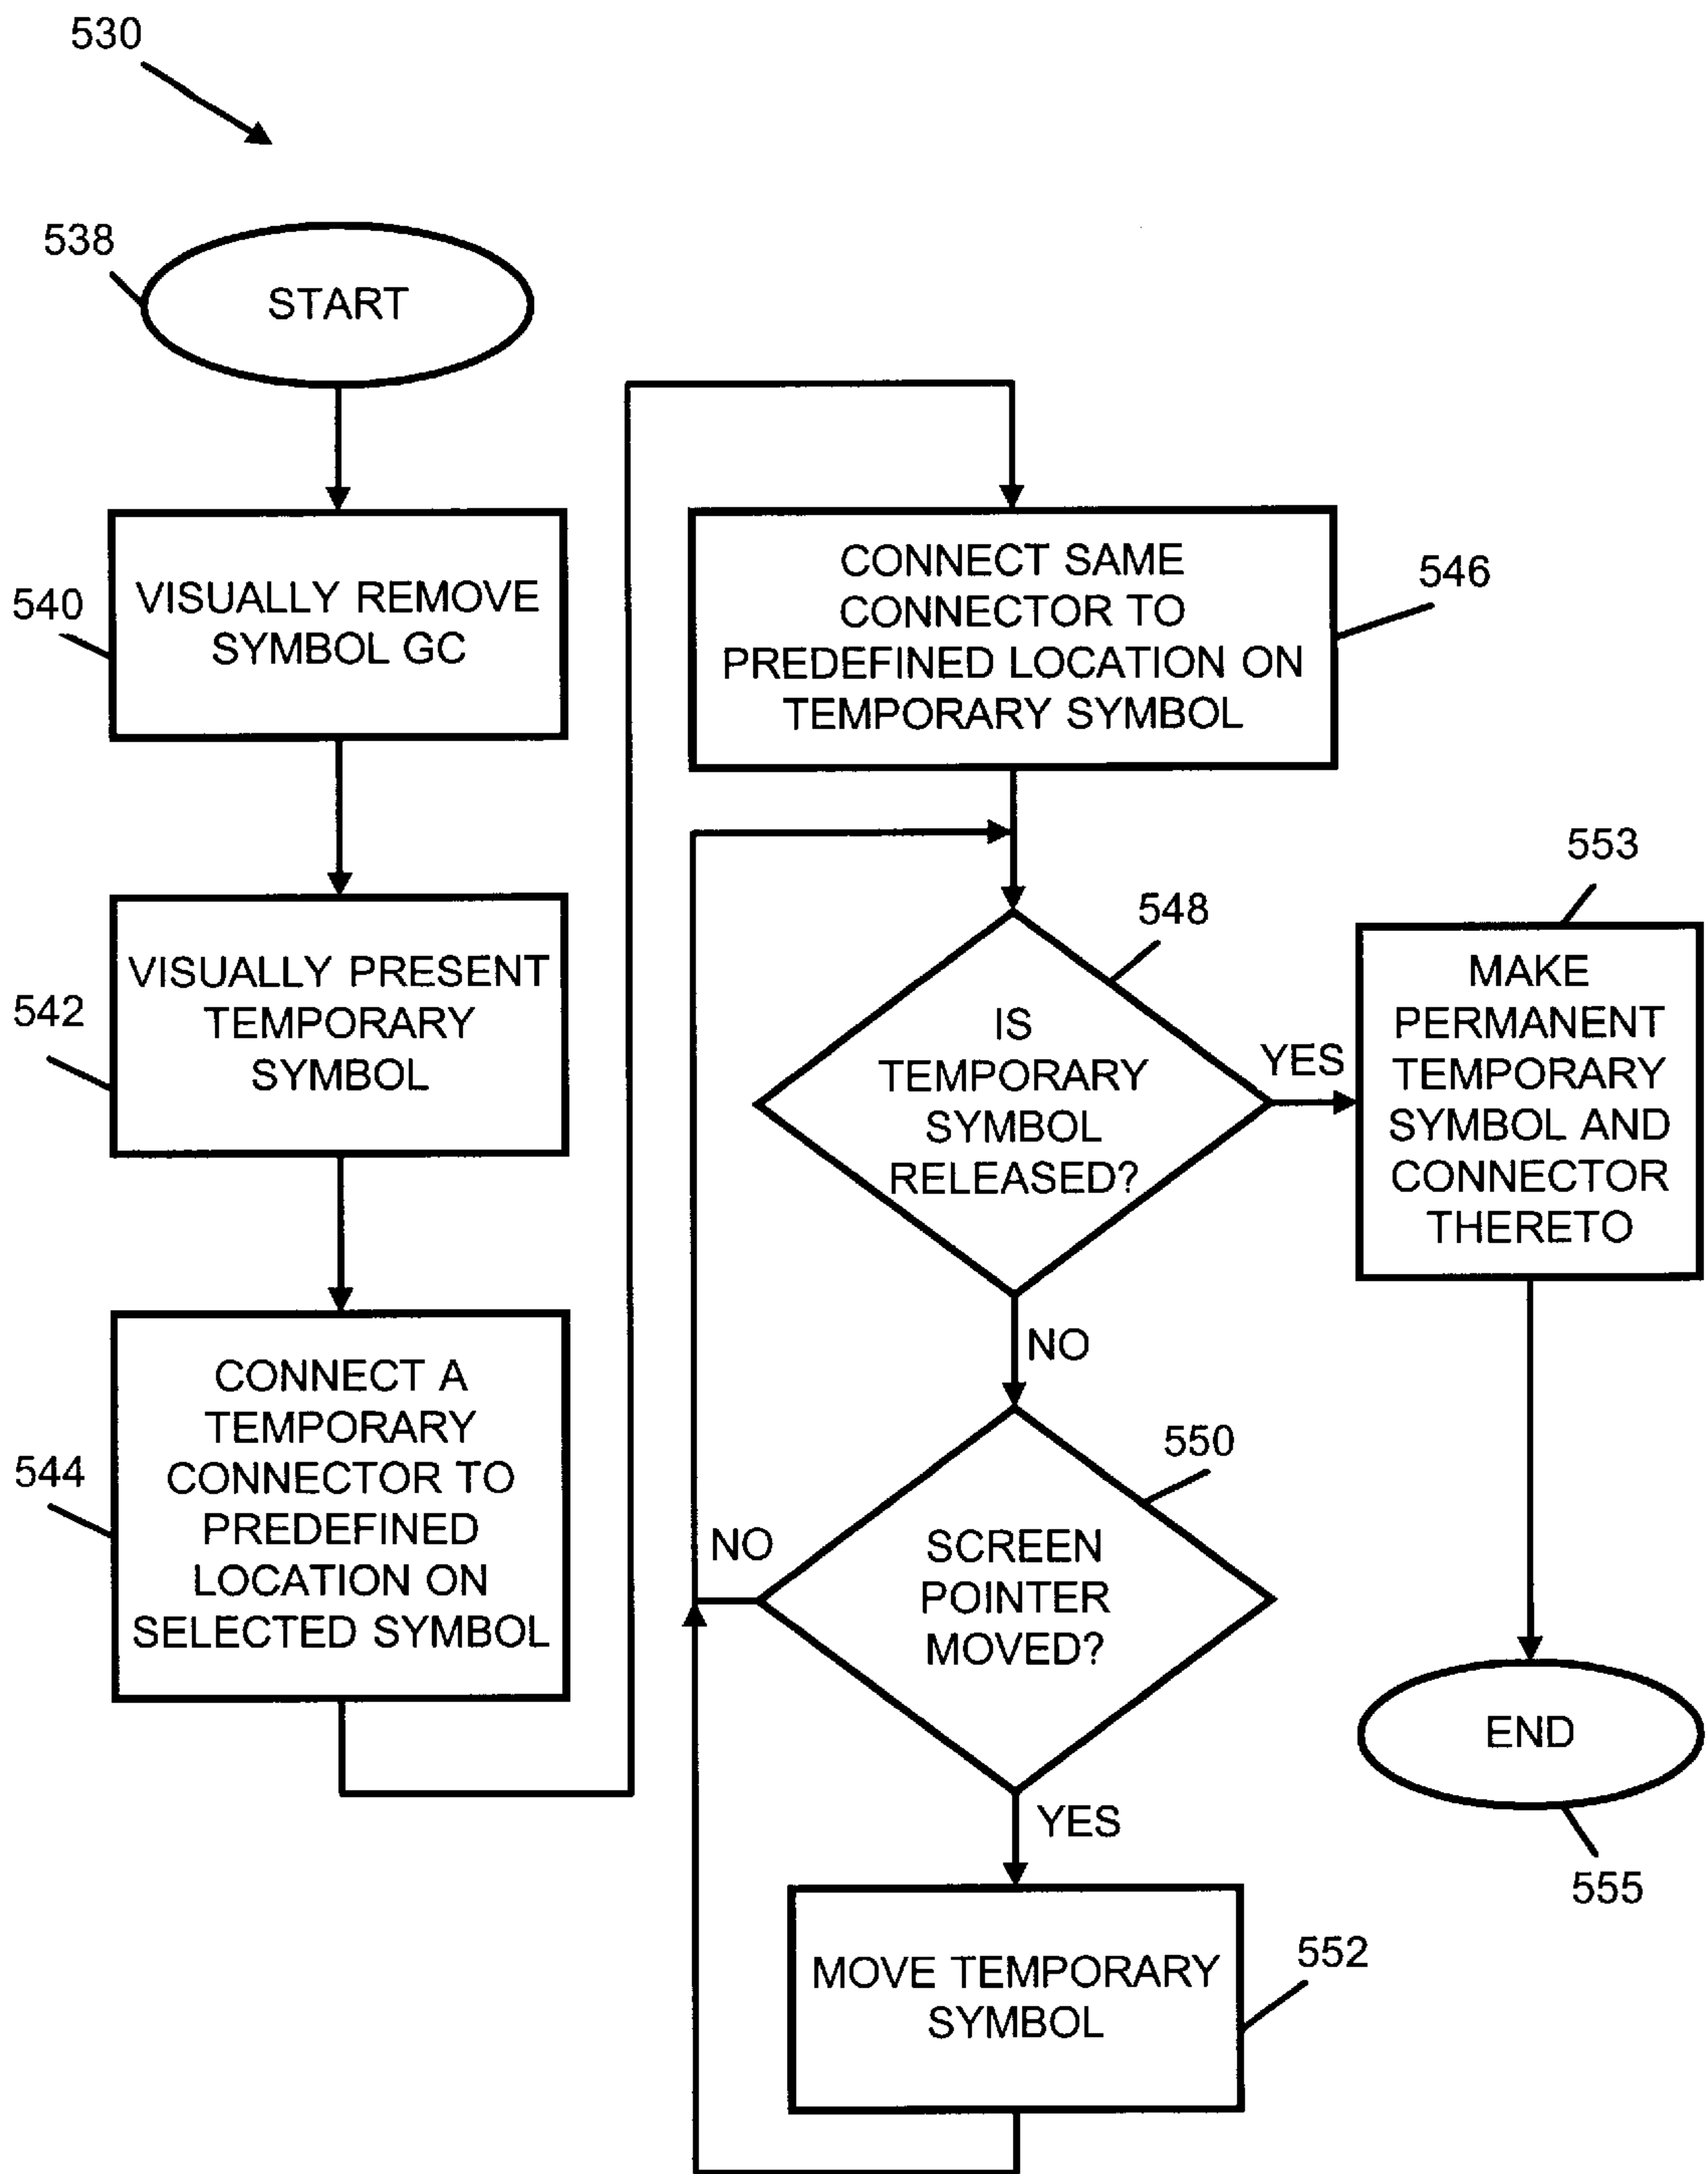 530
538
START
540
VISUALLY REMOVE
SYMBOL GC
542
VISUALLY PRESENT
TEMPORARY
SYMBOL
544
CONNECT A
TEMPORARY
CONNECTOR TO
PREDEFINED
LOCATION ON
SELECTED SYMBOL
546
CONNECT SAME
CONNECTOR TO
PREDEFINED LOCATION ON
TEMPORARY SYMBOL
548
IS
TEMPORARY
SYMBOL
RELEASED?
YES
NO
553
MAKE
PERMANENT
TEMPORARY
SYMBOL AND
CONNECTOR
THERETO
550
SCREEN
POINTER
MOVED?
NO
YES
552
MOVE TEMPORARY
SYMBOL
END
555